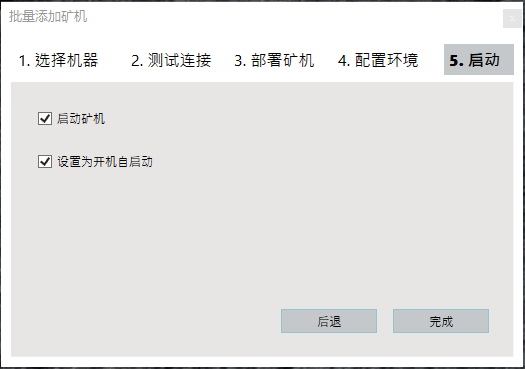 批量添加矿机
x
1. 选择机器 2. 测试连接 3. 部署矿机 4. 配置环境 5. 启动
启动矿机
设置为开机自启动
后退 完成